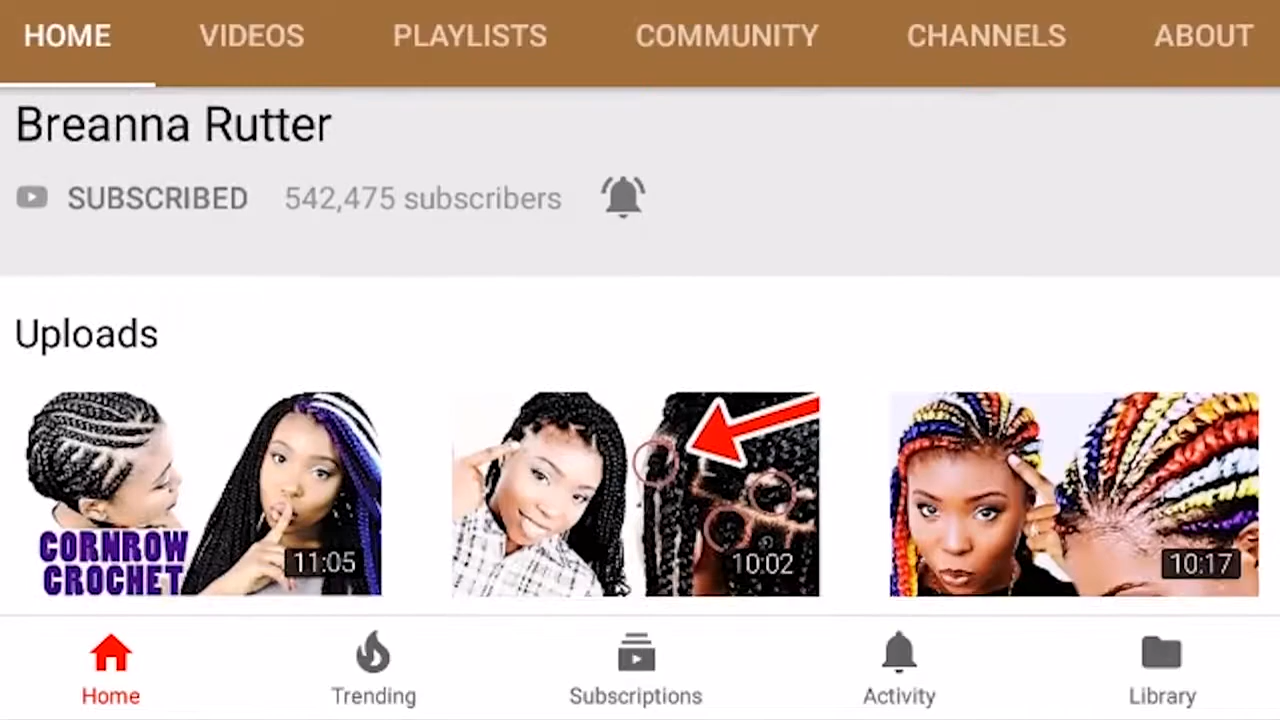 HOME VIDEOS PLAYLISTS COMMUNITY CHANNELS ABOUT
Breanna Rutter
SUBSCRIBED 542,475 subscribers
Uploads
CORNROW
CROCHET
11:05
10:02
10:17
Home Trending Subscriptions Activity Library